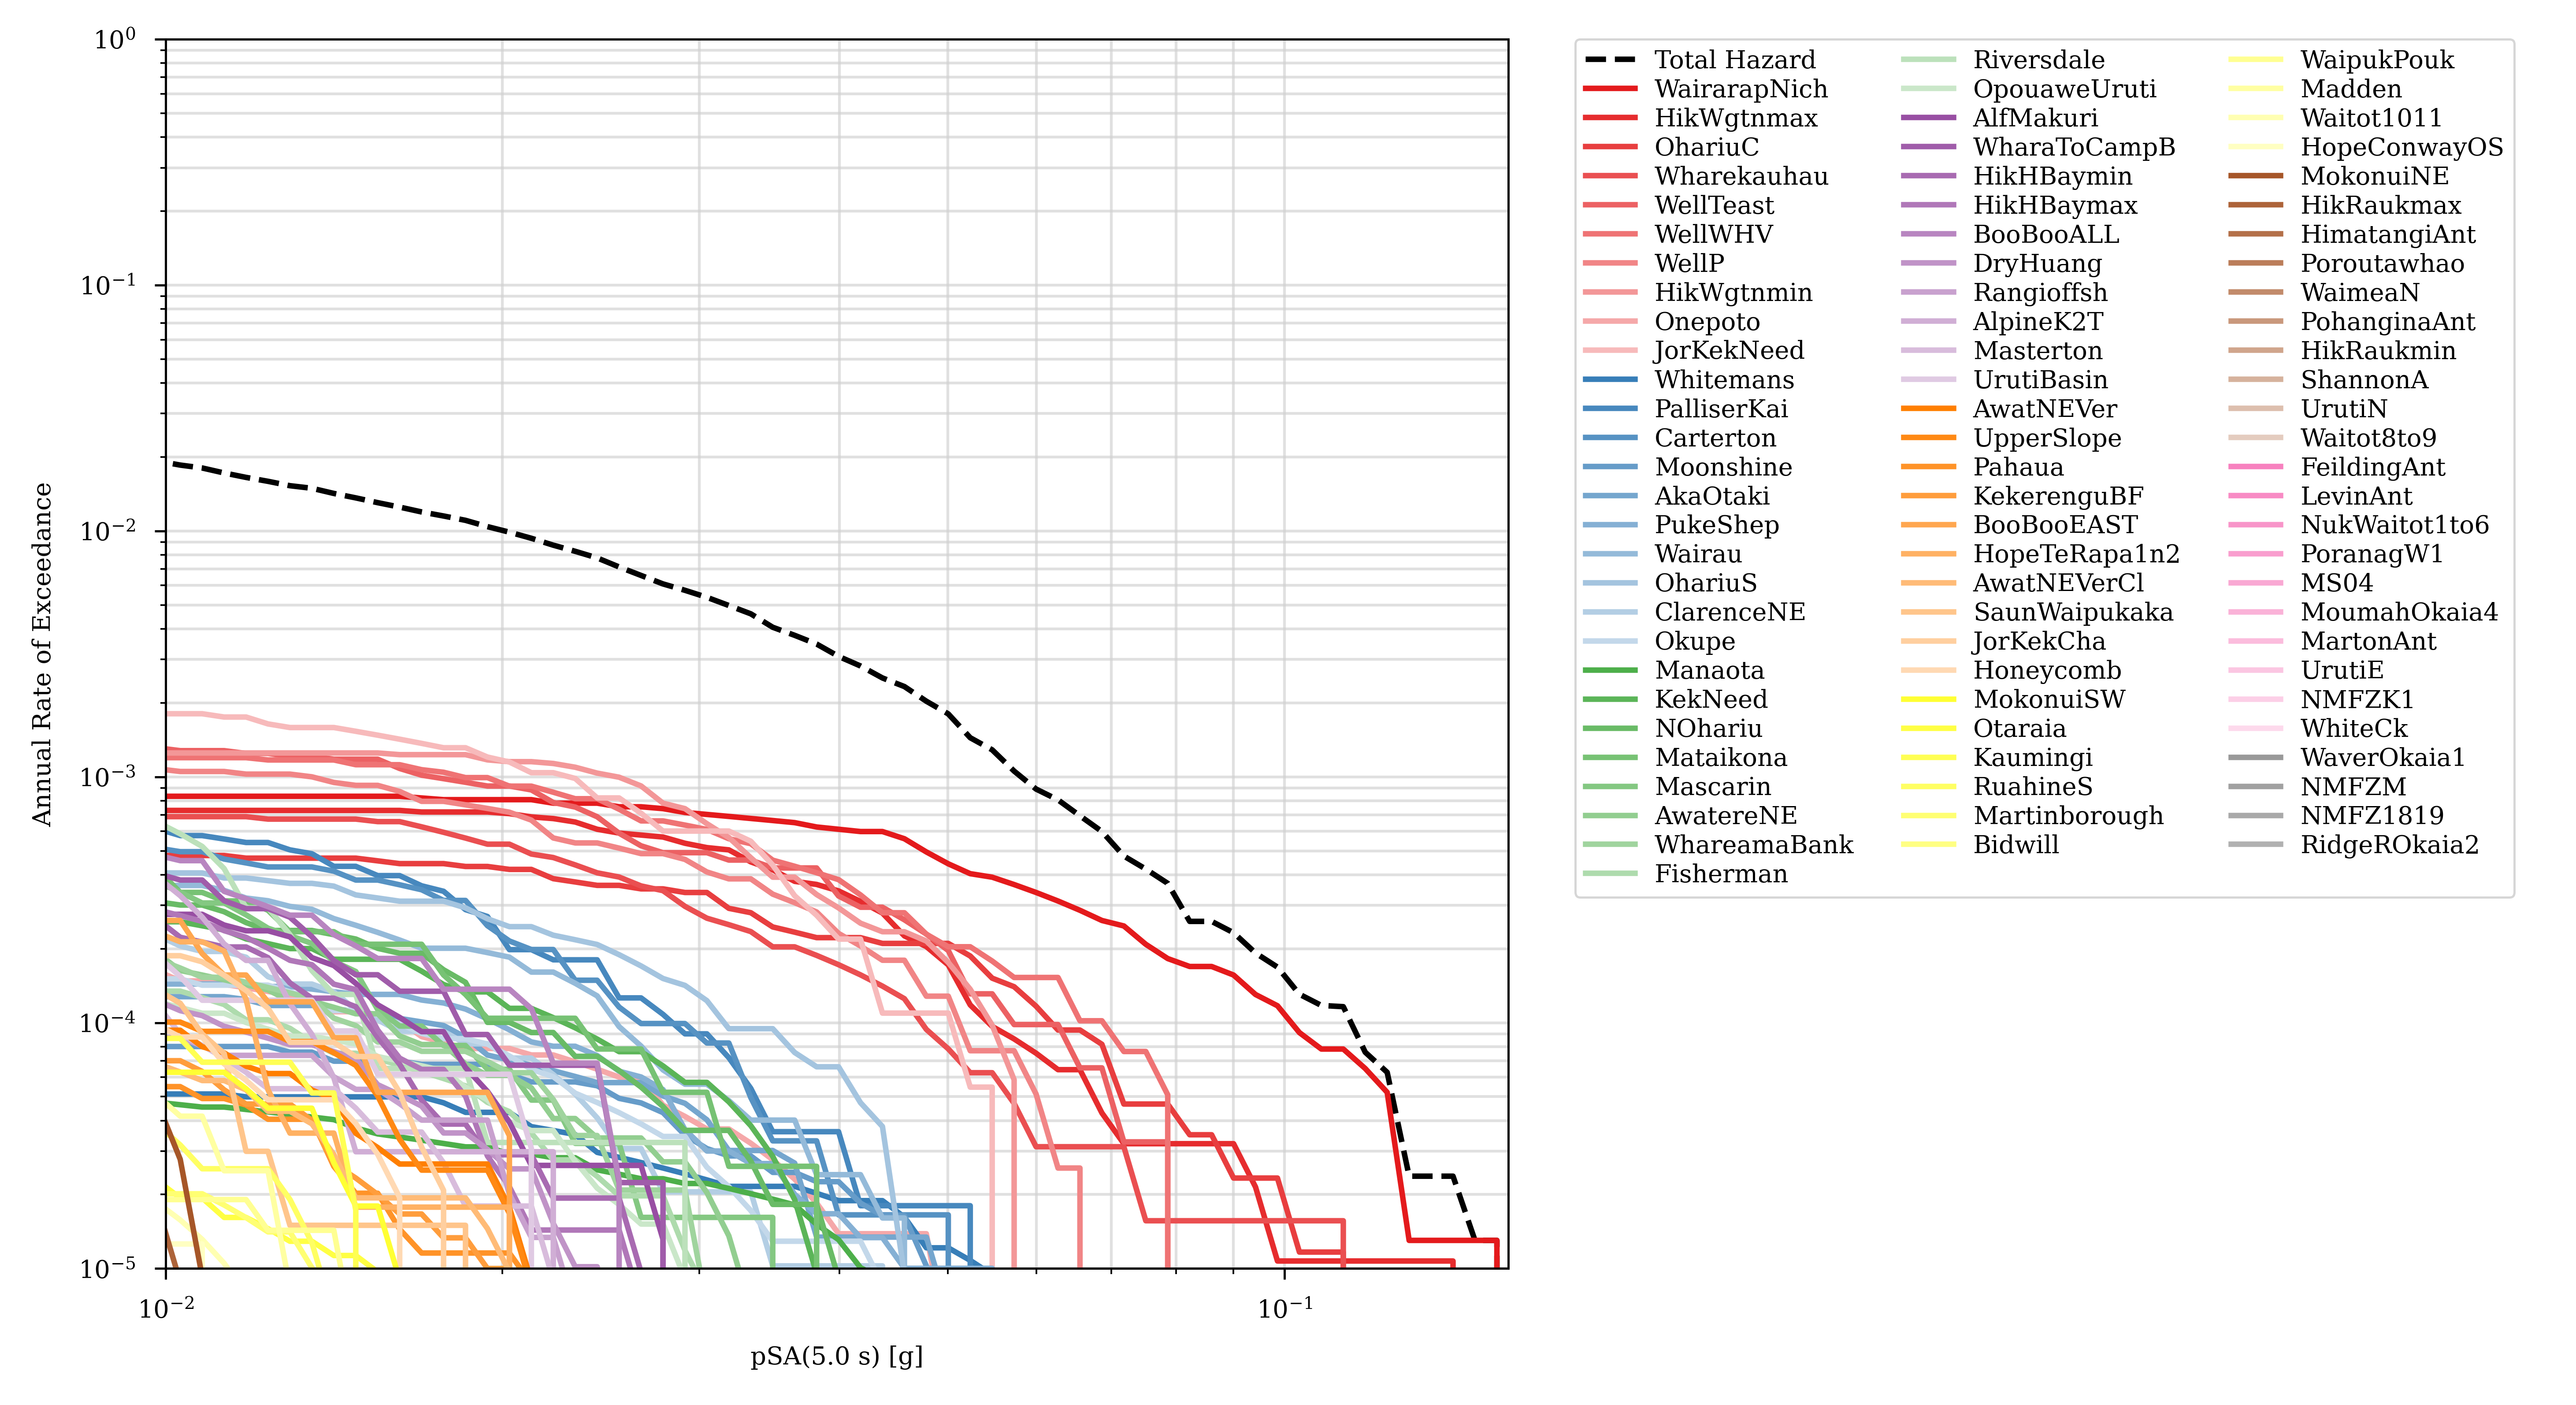 10⁰
10⁻¹
10⁻²
10⁻³
10⁻⁴
10⁻⁵
Annual Rate of Exceedance
10⁻²
10⁻¹
pSA(5.0 s) [g]
Total Hazard
WairarapNich
HikWgtnmax
OhariuC
Wharekauhau
WellTeast
WellWHV
WellP
HikWgtnmin
Onepoto
JorKekNeed
Whitemans
PalliserKai
Carterton
Moonshine
AkaOtaki
PukeShep
Wairau
OhariuS
ClarenceNE
Okupe
Manaota
KekNeed
NOhariu
Mataikona
Mascarin
AwatereNE
WhareamaBank
Fisherman
Riversdale
OpouaweUruti
AlfMakuri
WharaToCampB
HikHBaymin
HikHBaymax
BooBooALL
DryHuang
Rangioffsh
AlpineK2T
Masterton
UrutiBasin
AwatNEVer
UpperSlope
Pahaua
KekerenguBF
BooBooEAST
HopeTeRapa1n2
AwatNEVerCl
SaunWaipukaka
JorKekCha
Honeycomb
MokonuiSW
Otaraia
Kaumingi
RuahineS
Martinborough
Bidwill
WaipukPouk
Madden
Waitot1011
HopeConwayOS
MokonuiNE
HikRaukmax
HimatangiAnt
Poroutawhao
WaimeaN
PohanginaAnt
HikRaukmin
ShannonA
UrutiN
Waitot8to9
FeildingAnt
LevinAnt
NukWaitot1to6
PoranagW1
MS04
MoumahOkaia4
MartonAnt
UrutiE
NMFZK1
WhiteCk
WaverOkaia1
NMFZM
NMFZ1819
RidgeROkaia2